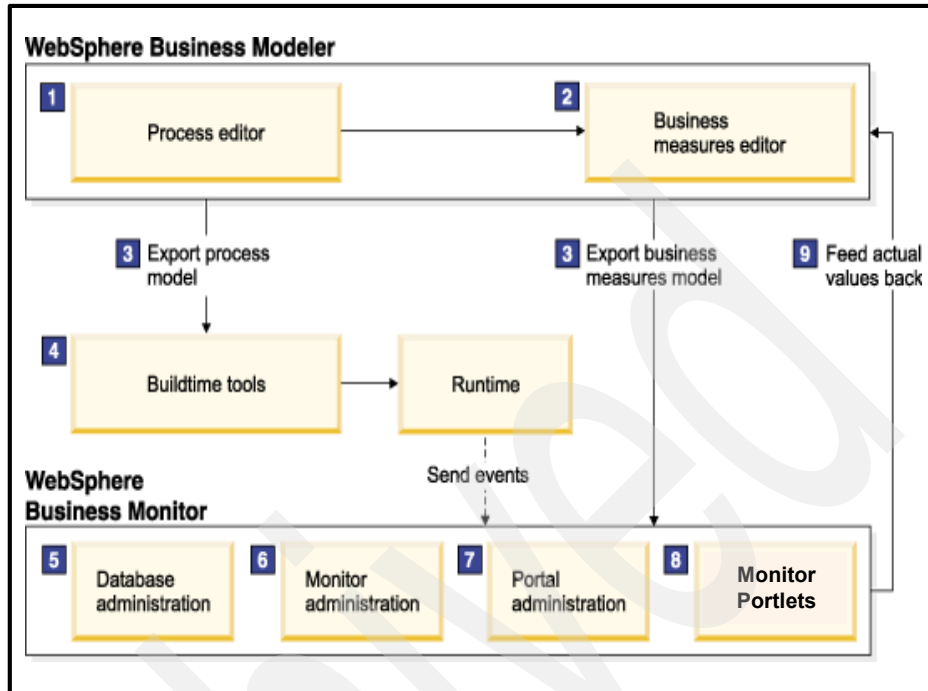 WebSphere Business Modeler
1
Process editor
2
Business
measures editor
3
Export process
model
3
Export business
measures model
9
Feed actual
values back
4
Buildtime tools
Runtime
Send events
WebSphere
Business Monitor
5
Database
administration
6
Monitor
administration
7
Portal
administration
8
Monitor
Portlets